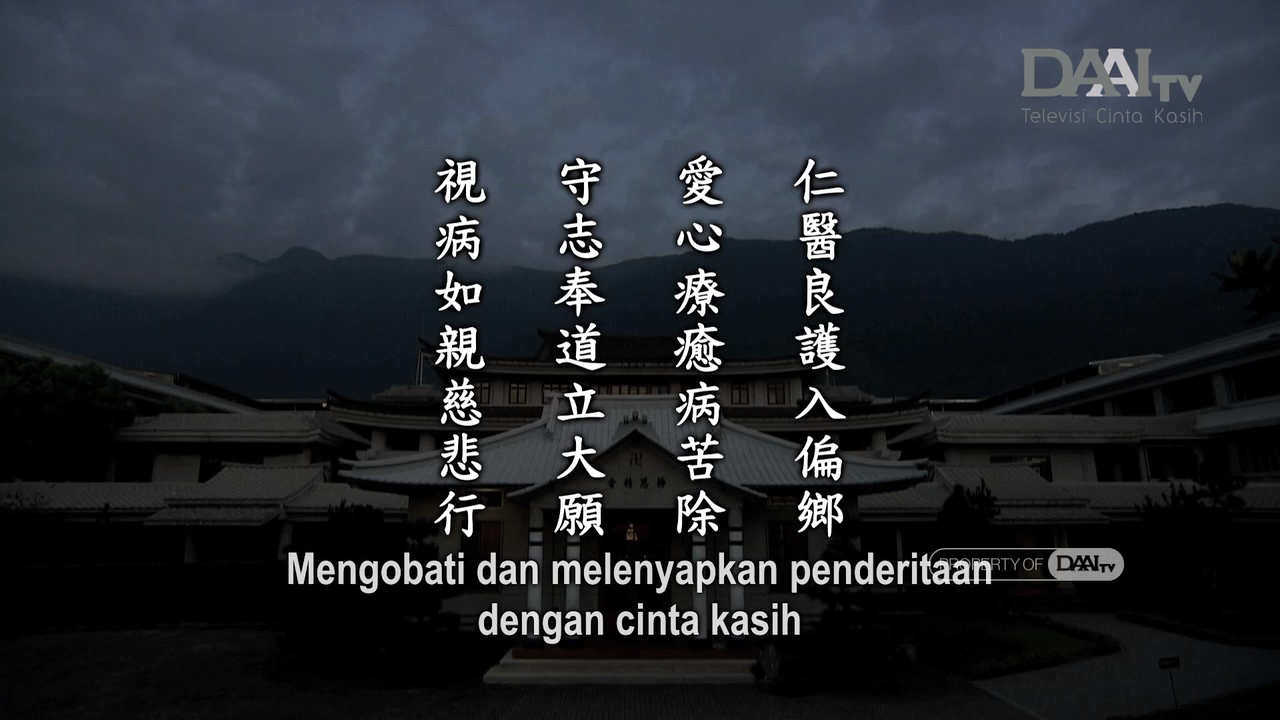 DAAI TV
Televisi Cinta Kasih
仁醫良護入偏鄉
愛心療癒病苦除
守志奉道立大願
視病如親慈悲行
Mengobati dan melenyapkan penderitaan
dengan cinta kasih
PROPERTY OF DAAI TV